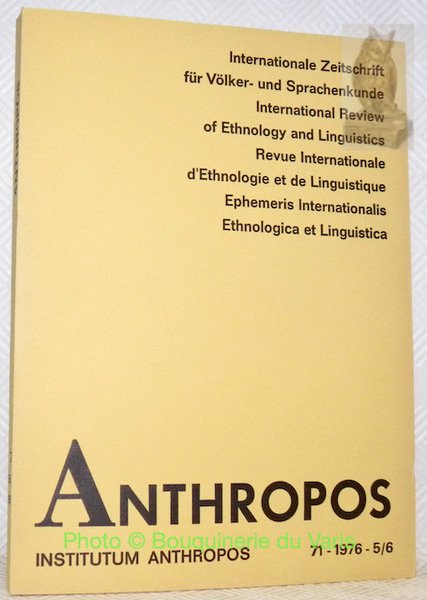 Internationale Zeitschrift
für Völker- und Sprachenkunde
International Review
of Ethnology and Linguistics
Revue Internationale
d'Ethnologie et de Linguistique
Ephemeris Internationalis
Ethnologica et Linguistica
ANTHROPOS
ANTHROPOS
Photo © Bouquinerie du Varis
INSTITUTUM ANTHROPOS 71 - 1976 - 5/6